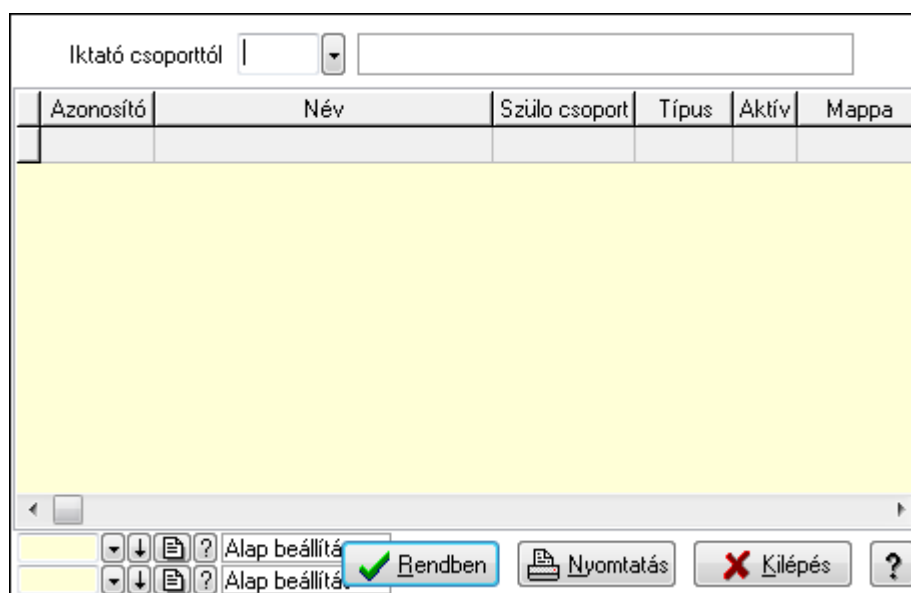 Iktató csoporttól
Azonosító Név Szülo csoport Típus Aktív Mappa
? Alap beállítá
? Alap beállítá
Rendben Nyomtatás Kilépés ?